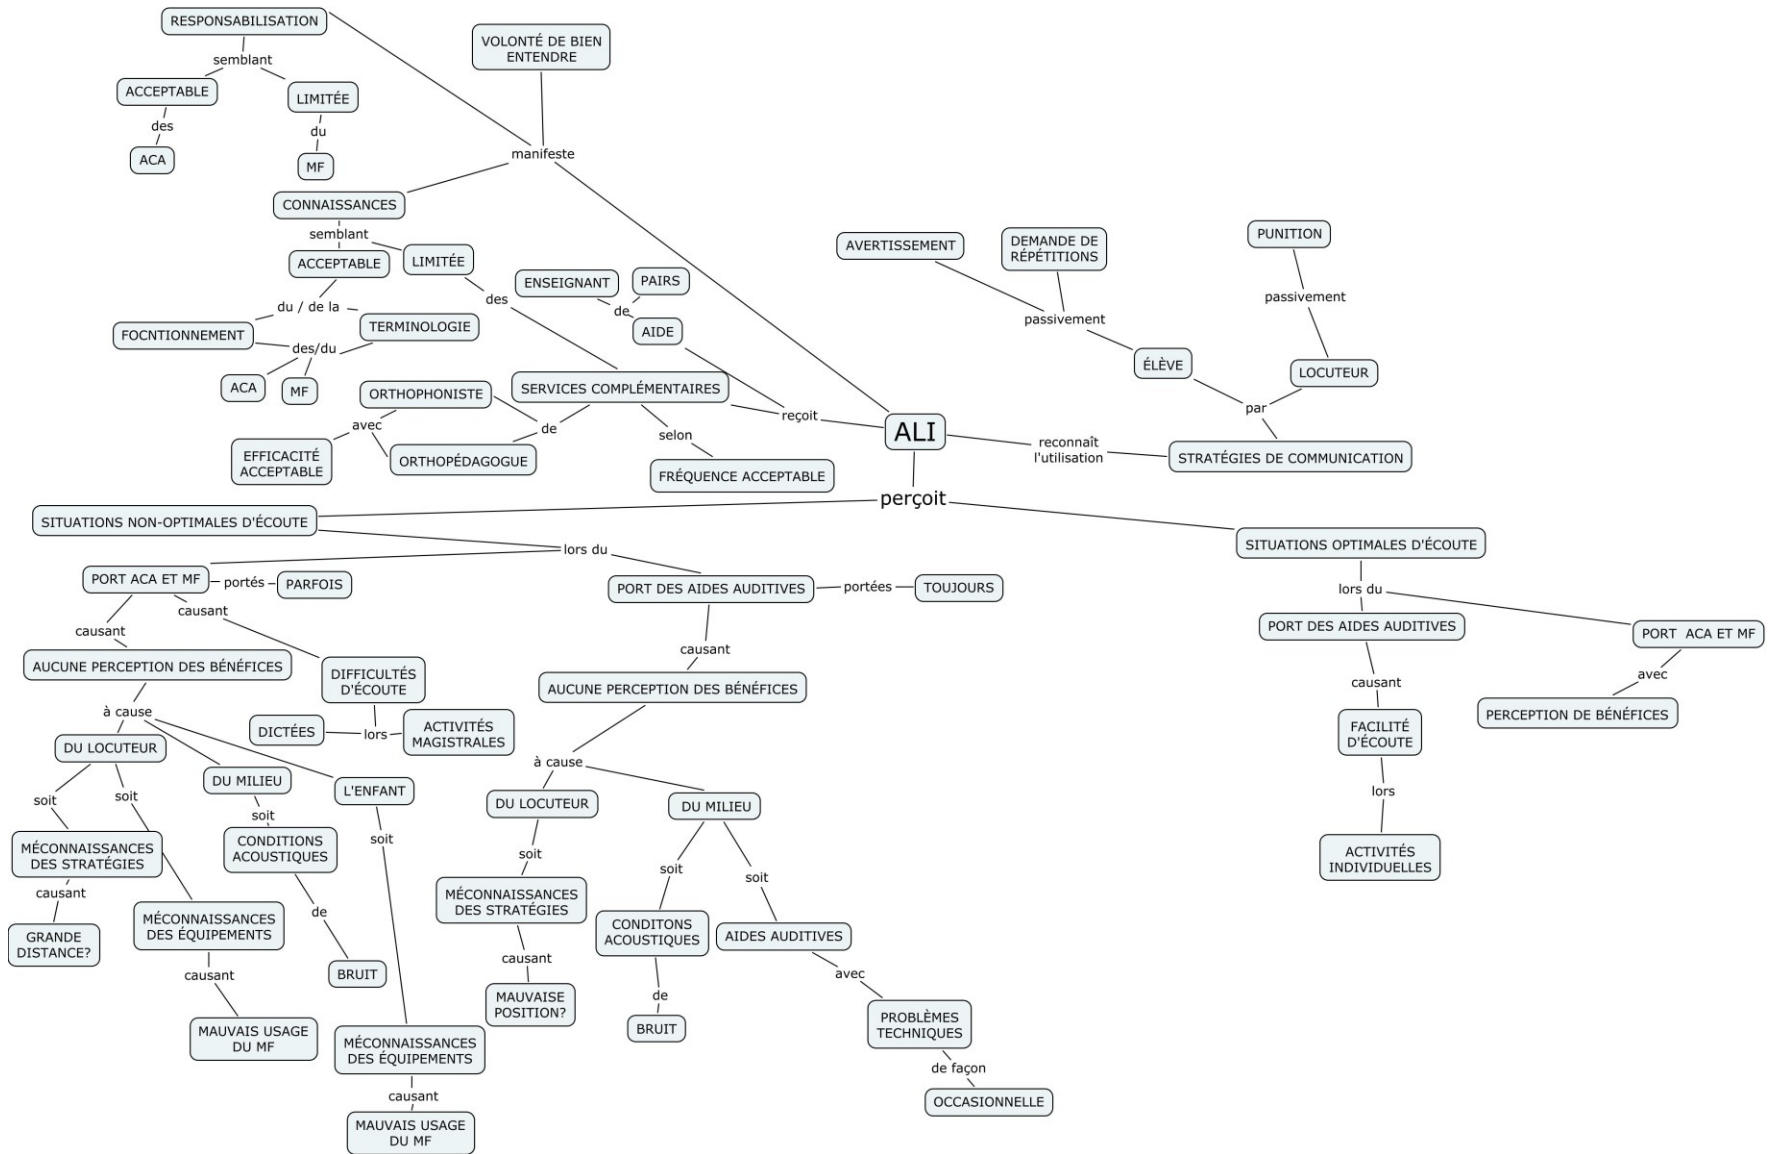 RESPONSABILISATION
VOLONTÉ DE BIEN
ENTENDRE
semblant
ACCEPTABLE
LIMITÉE
des
du
ACA
MF
manifeste
CONNAISSANCES
semblant
ACCEPTABLE
LIMITÉE
du / de la
des
FOCNTIONNEMENT
TERMINOLOGIE
des/du
ACA
MF
ENSEIGNANT
PAIRS
de
AIDE
SERVICES COMPLÉMENTAIRES
reçoit
ORTHOPHONISTE
avec
de
selon
EFFICACITÉ
ACCEPTABLE
ORTHOPÉDAGOGUE
FRÉQUENCE ACCEPTABLE
AVERTISSEMENT
DEMANDE DE
RÉPÉTITIONS
PUNITION
passivement
passivement
ÉLÈVE
LOCUTEUR
par
ALI
reconnaît
l'utilisation
STRATÉGIES DE COMMUNICATION
perçoit
SITUATIONS NON-OPTIMALES D'ÉCOUTE
lors du
PORT ACA ET MF
portés
PARFOIS
causant
causant
AUCUNE PERCEPTION DES BÉNÉFICES
DIFFICULTÉS
D'ÉCOUTE
DICTÉES
lors
ACTIVITÉS
MAGISTRALES
à cause
DU LOCUTEUR
DU MILIEU
L'ENFANT
soit
soit
soit
soit
MÉCONNAISSANCES
DES STRATÉGIES
CONDITIONS
ACOUSTIQUES
causant
de
GRANDE
DISTANCE?
MÉCONNAISSANCES
DES ÉQUIPEMENTS
BRUIT
causant
MAUVAIS USAGE
DU MF
MÉCONNAISSANCES
DES ÉQUIPEMENTS
causant
MAUVAIS USAGE
DU MF
PORT DES AIDES AUDITIVES
portées
TOUJOURS
causant
AUCUNE PERCEPTION DES BÉNÉFICES
à cause
DU LOCUTEUR
DU MILIEU
soit
soit
soit
MÉCONNAISSANCES
DES STRATÉGIES
CONDITONS
ACOUSTIQUES
AIDES AUDITIVES
causant
de
avec
MAUVAISE
POSITION?
BRUIT
PROBLÈMES
TECHNIQUES
de façon
OCCASIONNELLE
SITUATIONS OPTIMALES D'ÉCOUTE
lors du
PORT DES AIDES AUDITIVES
PORT ACA ET MF
causant
avec
FACILITÉ
D'ÉCOUTE
PERCEPTION DE BÉNÉFICES
lors
ACTIVITÉS
INDIVIDUELLES